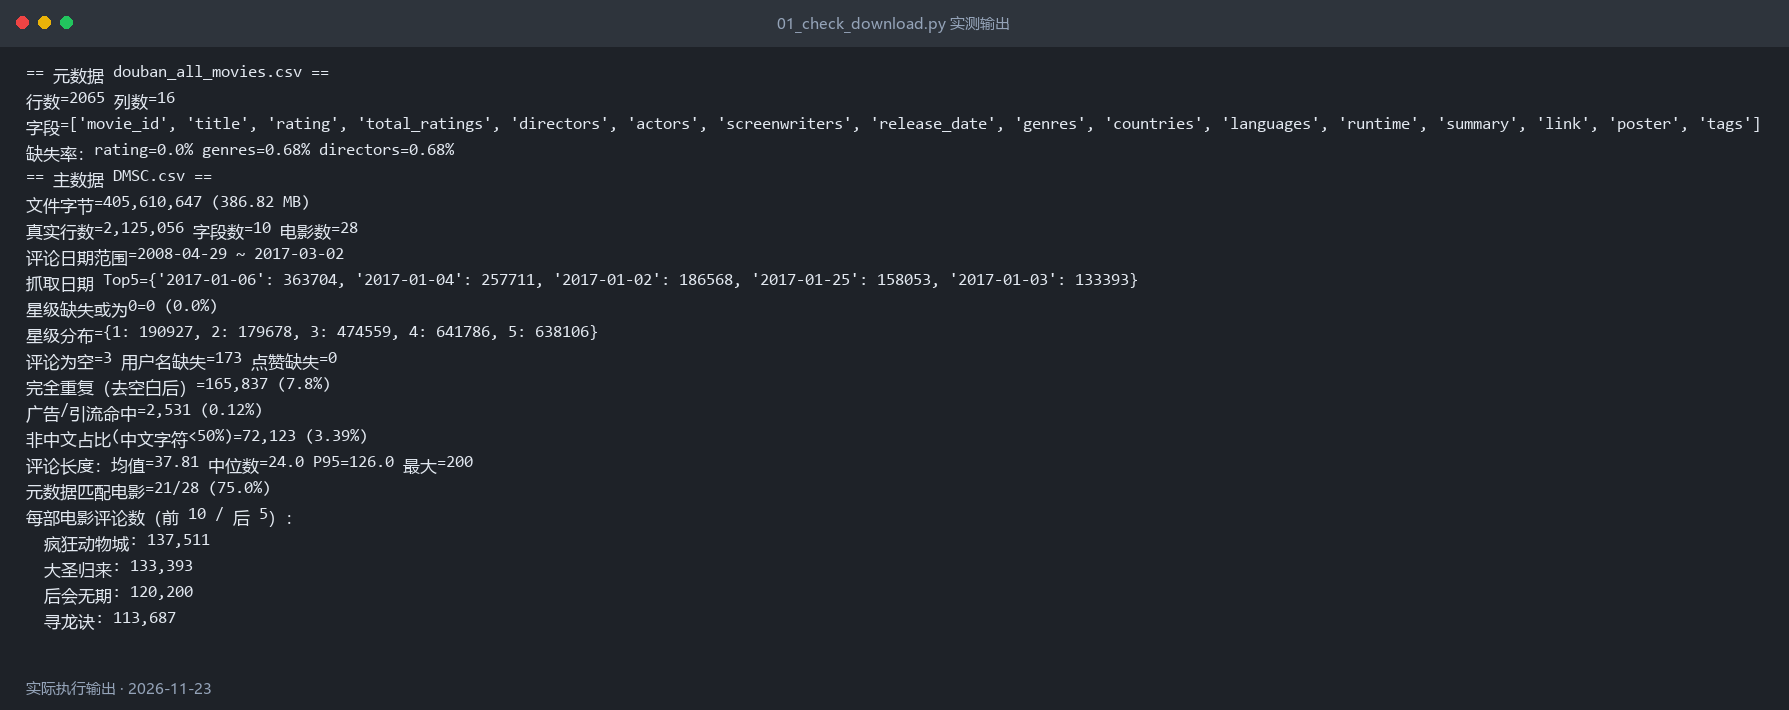 01_check_download.py 实测输出
== 元数据 douban_all_movies.csv ==
行数=2065 列数=16
字段=['movie_id', 'title', 'rating', 'total_ratings', 'directors', 'actors', 'screenwriters', 'release_date', 'genres', 'countries', 'languages', 'runtime', 'summary', 'link', 'poster', 'tags']
缺失率: rating=0.0% genres=0.68% directors=0.68%
== 主数据 DMSC.csv ==
文件字节=405,610,647 (386.82 MB)
真实行数=2,125,056 字段数=10 电影数=28
评论日期范围=2008-04-29 ~ 2017-03-02
抓取日期 Top5={'2017-01-06': 363704, '2017-01-04': 257711, '2017-01-02': 186568, '2017-01-25': 158053, '2017-01-03': 133393}
星级缺失或为0=0 (0.0%)
星级分布={1: 190927, 2: 179678, 3: 474559, 4: 641786, 5: 638106}
评论为空=3 用户名缺失=173 点赞缺失=0
完全重复（去空白后）=165,837 (7.8%)
广告/引流命中=2,531 (0.12%)
非中文占比(中文字符<50%)=72,123 (3.39%)
评论长度: 均值=37.81 中位数=24.0 P95=126.0 最大=200
元数据匹配电影=21/28 (75.0%)
每部电影评论数（前 10 / 后 5）:
疯狂动物城: 137,511
大圣归来: 133,393
后会无期: 120,200
寻龙诀: 113,687
实际执行输出 · 2026-11-23